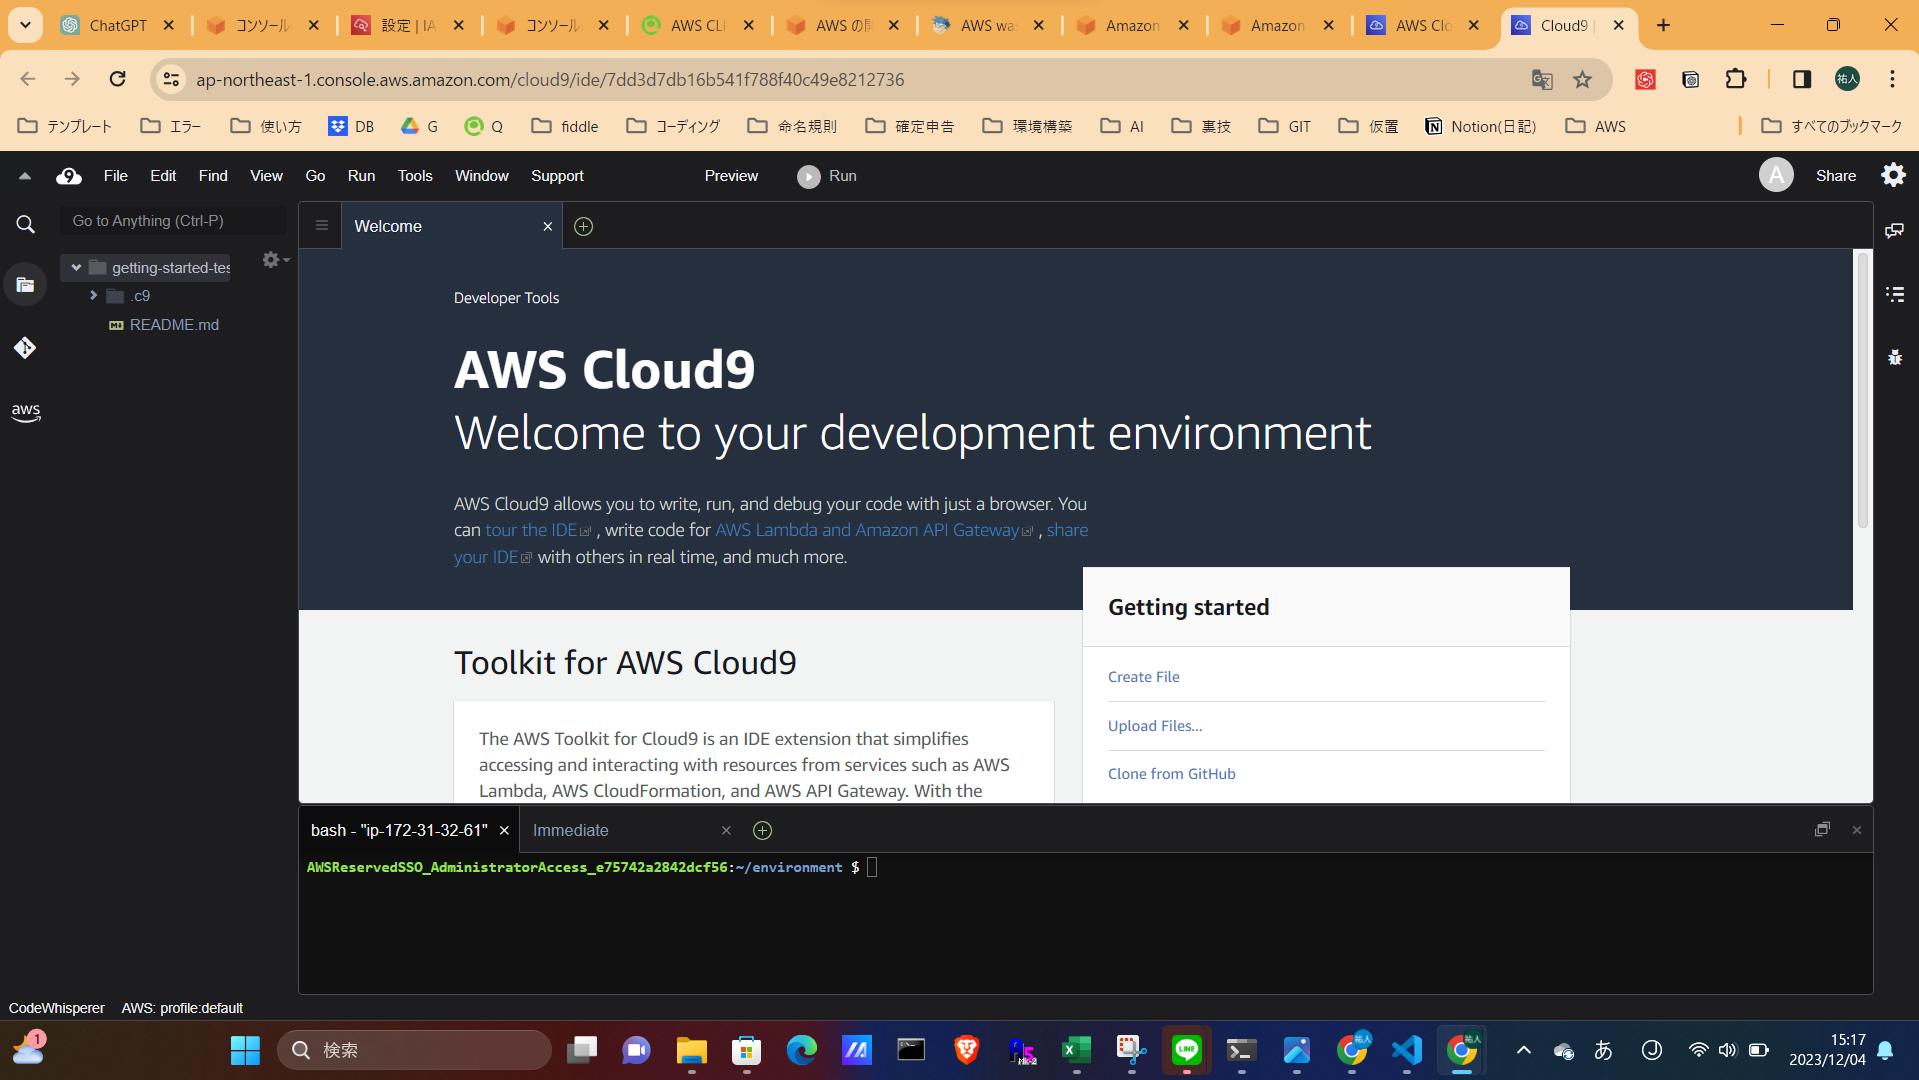 ChatGPT
コンソール
設定 | IA
コンソール
AWS CLI
AWS の
AWS wa
Amazon
Amazon
AWS Clo
Cloud9 |
ap-northeast-1.console.aws.amazon.com/cloud9/ide/7dd3d7db16b541f788f40c49e8212736
祐人
テンプレート
エラー
使い方
DB
G
Q
fiddle
コーディング
命名規則
確定申告
環境構築
AI
裏技
GIT
仮置
Notion(日記)
AWS
すべてのブックマーク
9 File Edit Find View Go Run Tools Window Support Preview Run
A Share
Go to Anything (Ctrl-P)
getting-started-tes
.c9
README.md
aws
Welcome
Developer Tools
AWS Cloud9
Welcome to your development environment
AWS Cloud9 allows you to write, run, and debug your code with just a browser. You
can tour the IDE , write code for AWS Lambda and Amazon API Gateway , share
your IDE with others in real time, and much more.
Getting started
Create File
Upload Files...
Clone from GitHub
Toolkit for AWS Cloud9
The AWS Toolkit for Cloud9 is an IDE extension that simplifies
accessing and interacting with resources from services such as AWS
Lambda, AWS CloudFormation, and AWS API Gateway. With the
bash - "ip-172-31-32-61"
Immediate
AWSReservedSSO_AdministratorAccess_e75742a2842dcf56:~/environment $
CodeWhisperer AWS: profile:default
1
検索
LINE
祐人
祐人
あ
J
15:17
2023/12/04